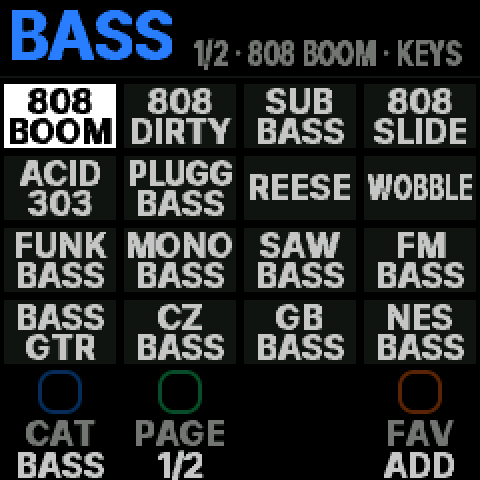 BASS 1/2 · 808 BOOM · KEYS
808 BOOM
808 DIRTY
SUB BASS
808 SLIDE
ACID 303
PLUGG BASS
REESE
WOBBLE
FUNK BASS
MONO BASS
SAW BASS
FM BASS
BASS GTR
CZ BASS
GB BASS
NES BASS
CAT BASS
PAGE 1/2
FAV ADD